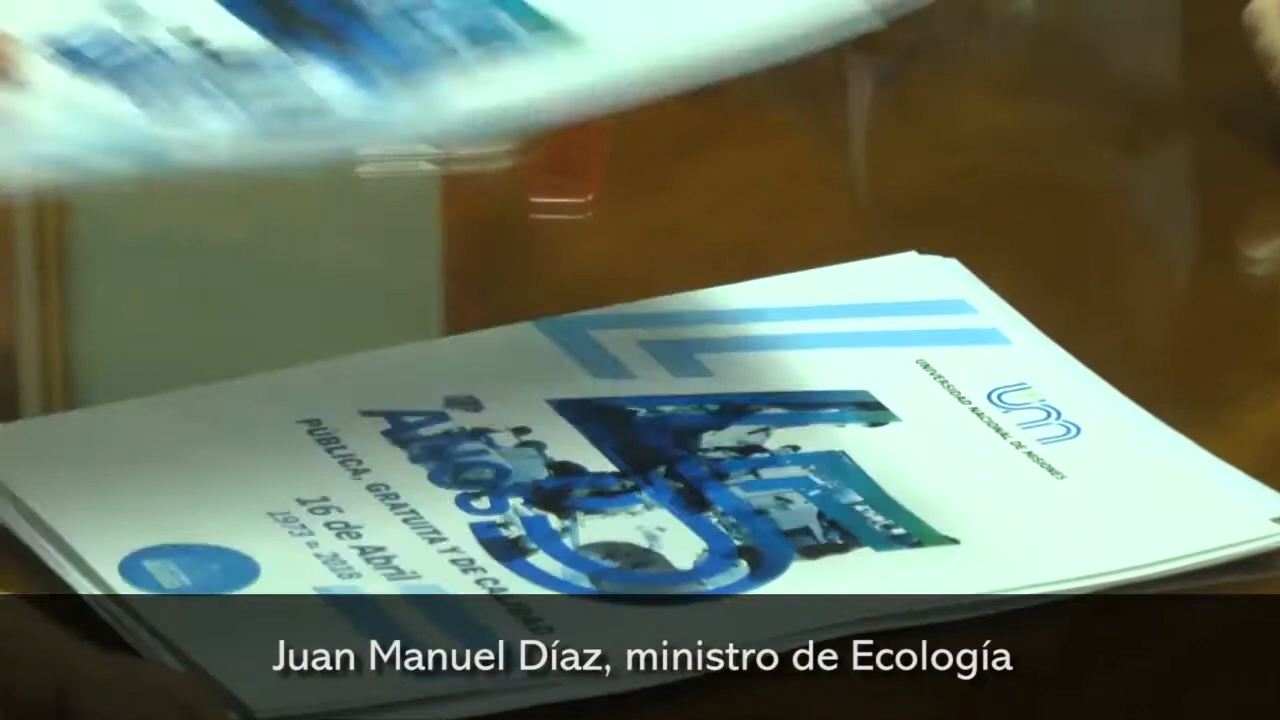 UNIVERSIDAD NACIONAL DE MISIONES
45
AÑOS
PÚBLICA, GRATUITA Y DE CALIDAD
16 de Abril
1973 - 2018
Juan Manuel Díaz, ministro de Ecología